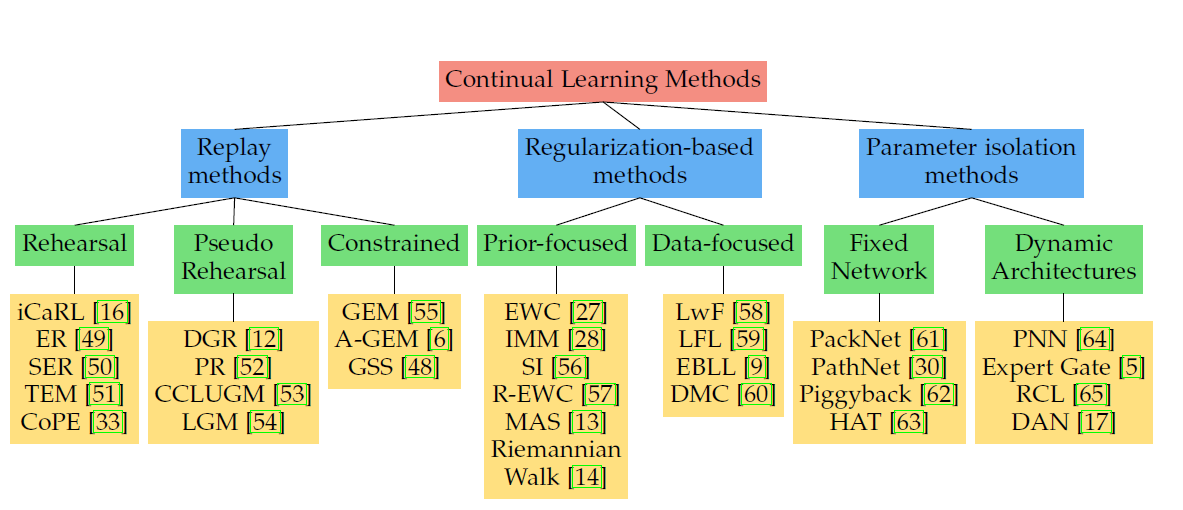 Continual Learning Methods
Replay
methods
Regularization-based
methods
Parameter isolation
methods
Rehearsal
Pseudo
Rehearsal
Constrained
Prior-focused
Data-focused
Fixed
Network
Dynamic
Architectures
iCaRL [16]
ER [49]
SER [50]
TEM [51]
CoPE [33]
DGR [12]
PR [52]
CCLUGM [53]
LGM [54]
GEM [55]
A-GEM [6]
GSS [48]
EWC [27]
IMM [28]
SI [56]
R-EWC [57]
MAS [13]
Riemannian
Walk [14]
LwF [58]
LFL [59]
EBLL [9]
DMC [60]
PackNet [61]
PathNet [30]
Piggyback [62]
HAT [63]
PNN [64]
Expert Gate [5]
RCL [65]
DAN [17]